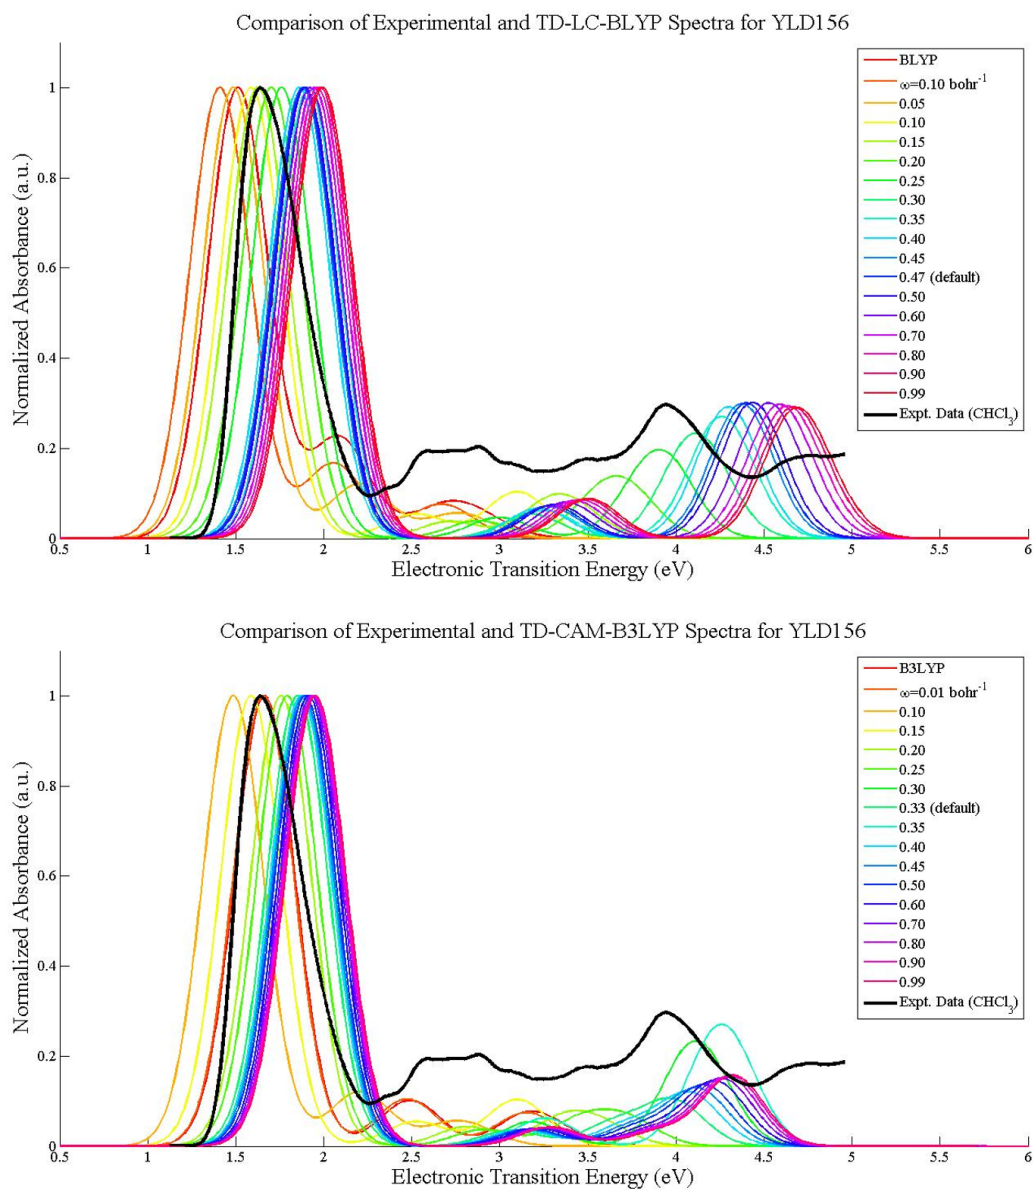 Comparison of Experimental and TD-LC-BLYP Spectra for YLD156
Normalized Absorbance (a.u.)
1
0.8
0.6
0.4
0.2
0
0.5 1 1.5 2 2.5 3 3.5 4 4.5 5 5.5 6
Electronic Transition Energy (eV)
BLYP
ω=0.10 bohr⁻¹
0.05
0.10
0.15
0.20
0.25
0.30
0.35
0.40
0.45
0.47 (default)
0.50
0.60
0.70
0.80
0.90
0.99
Expt. Data (CHCl₃)
Comparison of Experimental and TD-CAM-B3LYP Spectra for YLD156
Normalized Absorbance (a.u.)
1
0.8
0.6
0.4
0.2
0
0.5 1 1.5 2 2.5 3 3.5 4 4.5 5 5.5 6
Electronic Transition Energy (eV)
B3LYP
ω=0.01 bohr⁻¹
0.10
0.15
0.20
0.25
0.30
0.33 (default)
0.35
0.40
0.45
0.50
0.60
0.70
0.80
0.90
0.99
Expt. Data (CHCl₃)